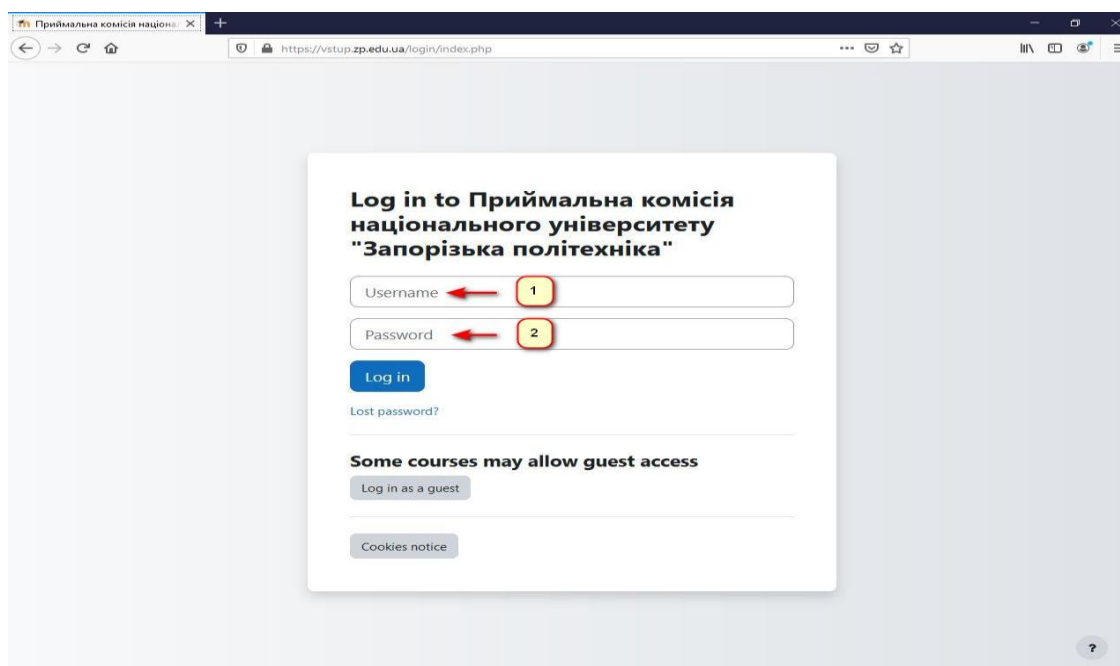 Приймальна комісія націона
https://vstup.zp.edu.ua/login/index.php
Log in to Приймальна комісія
національного університету
"Запорізька політехніка"
Username 1
Password 2
Log in
Lost password?
Some courses may allow guest access
Log in as a guest
Cookies notice
?